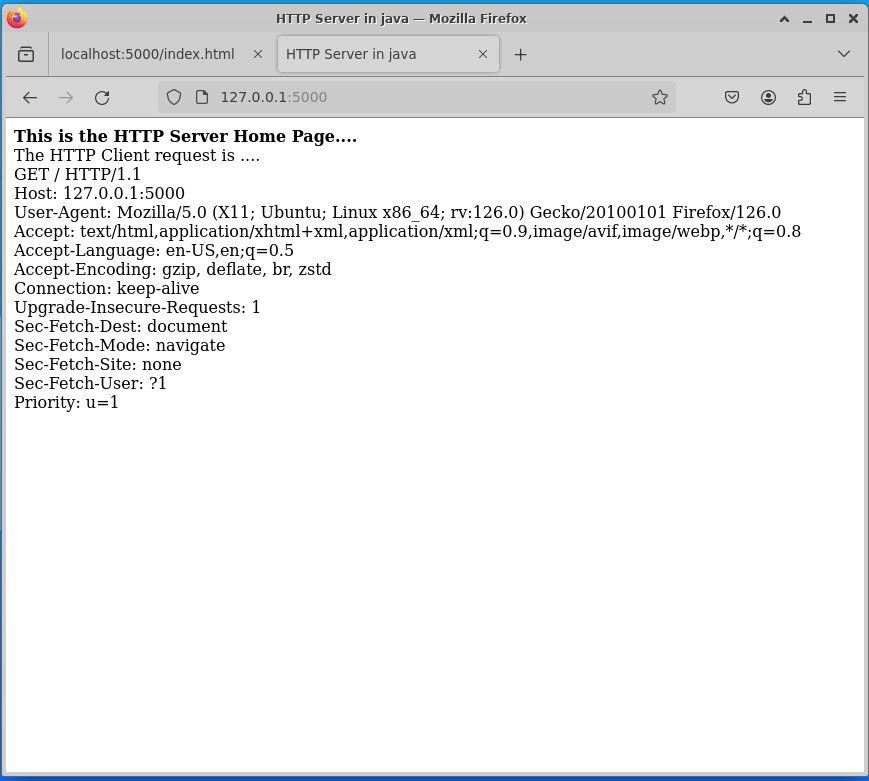 HTTP Server in java — Mozilla Firefox
localhost:5000/index.html
HTTP Server in java
127.0.0.1:5000
This is the HTTP Server Home Page....
The HTTP Client request is ....
GET / HTTP/1.1
Host: 127.0.0.1:5000
User-Agent: Mozilla/5.0 (X11; Ubuntu; Linux x86_64; rv:126.0) Gecko/20100101 Firefox/126.0
Accept: text/html,application/xhtml+xml,application/xml;q=0.9,image/avif,image/webp,*/*;q=0.8
Accept-Language: en-US,en;q=0.5
Accept-Encoding: gzip, deflate, br, zstd
Connection: keep-alive
Upgrade-Insecure-Requests: 1
Sec-Fetch-Dest: document
Sec-Fetch-Mode: navigate
Sec-Fetch-Site: none
Sec-Fetch-User: ?1
Priority: u=1